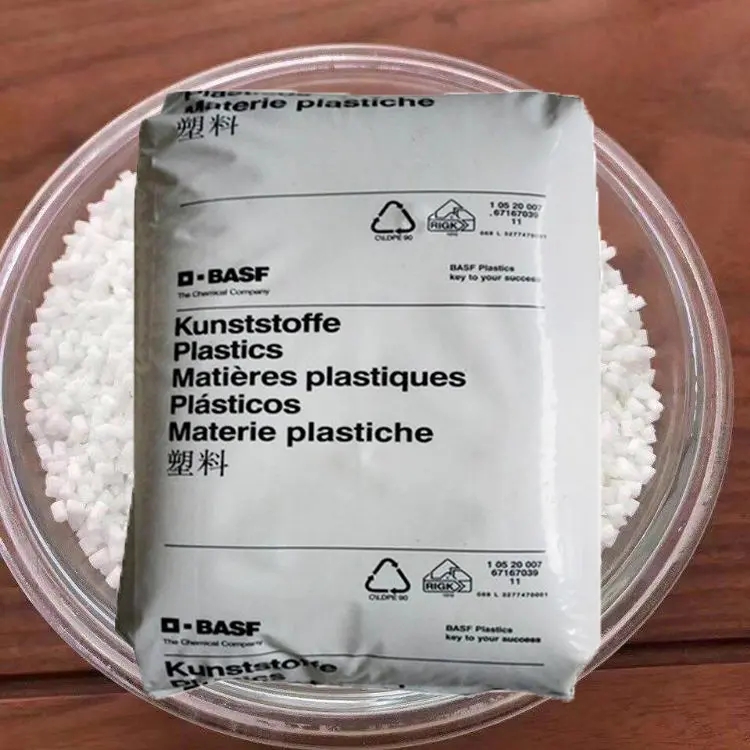 Materie plastiche
塑料
C\LDPE 90
RIGK
1 05 20 007
67167039
11
BASF
The Chemical Company
BASF Plastics
key to your success
Kunststoffe
Plastics
Matières plastiques
Plásticos
Materie plastiche
塑料
C\LDPE 90
RIGK
1 05 20 007
67167039
11
BASF
The Chemical Company
BASF Plastics
key to your success
Kunststoffe
Plastics